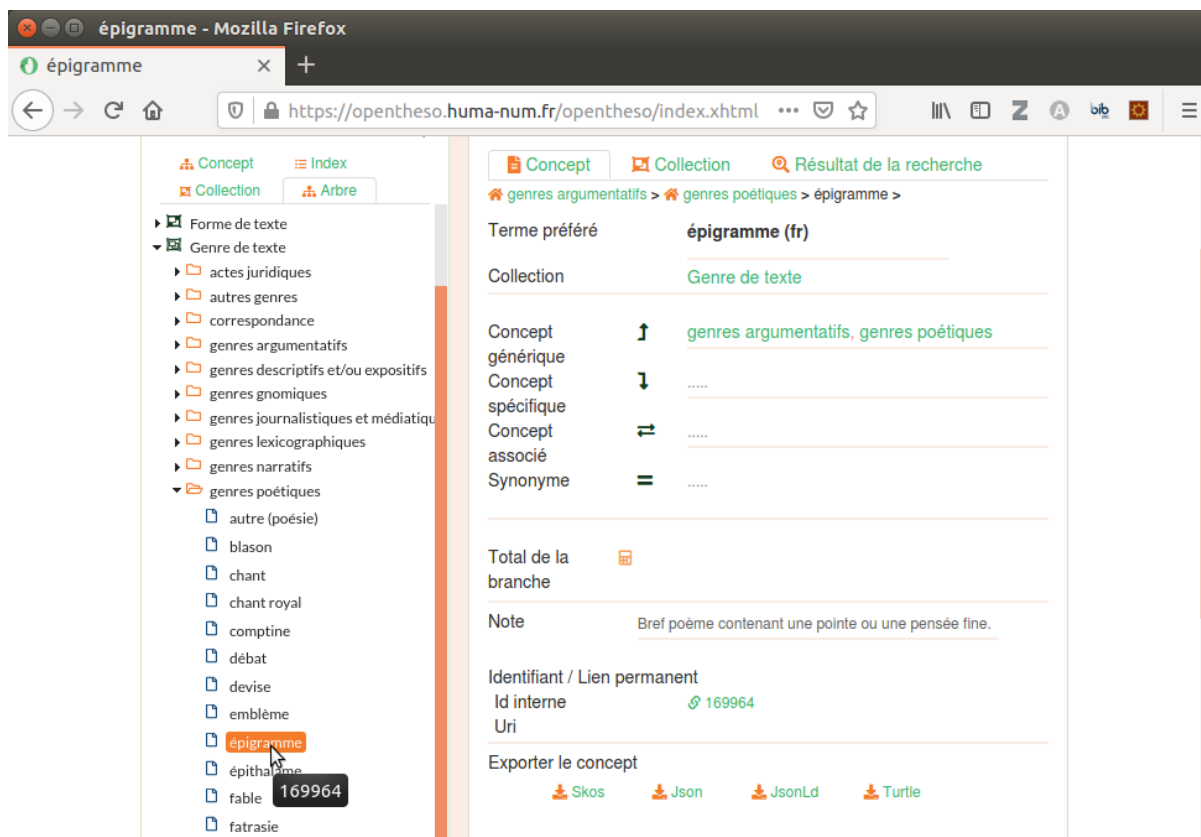 épigramme - Mozilla Firefox
épigramme
https://opentheso.huma-num.fr/opentheso/index.xhtml
bib
Concept Index
Collection Arbre
Forme de texte
Genre de texte
actes juridiques
autres genres
correspondance
genres argumentatifs
genres descriptifs et/ou expositifs
genres gnomiques
genres journalistiques et médiatiqu
genres lexicographiques
genres narratifs
genres poétiques
autre (poésie)
blason
chant
chant royal
comptine
débat
devise
emblème
épigramme
épithalame
fable
169964
fatrasie
Concept Collection Résultat de la recherche
genres argumentatifs > genres poétiques > épigramme >
Terme préféré épigramme (fr)
Collection Genre de texte
Concept générique genres argumentatifs, genres poétiques
Concept spécifique .....
Concept associé .....
Synonyme = .....
Total de la branche
Note Bref poème contenant une pointe ou une pensée fine.
Identifiant / Lien permanent
Id interne 169964
Uri
Exporter le concept
Skos Json JsonLd Turtle